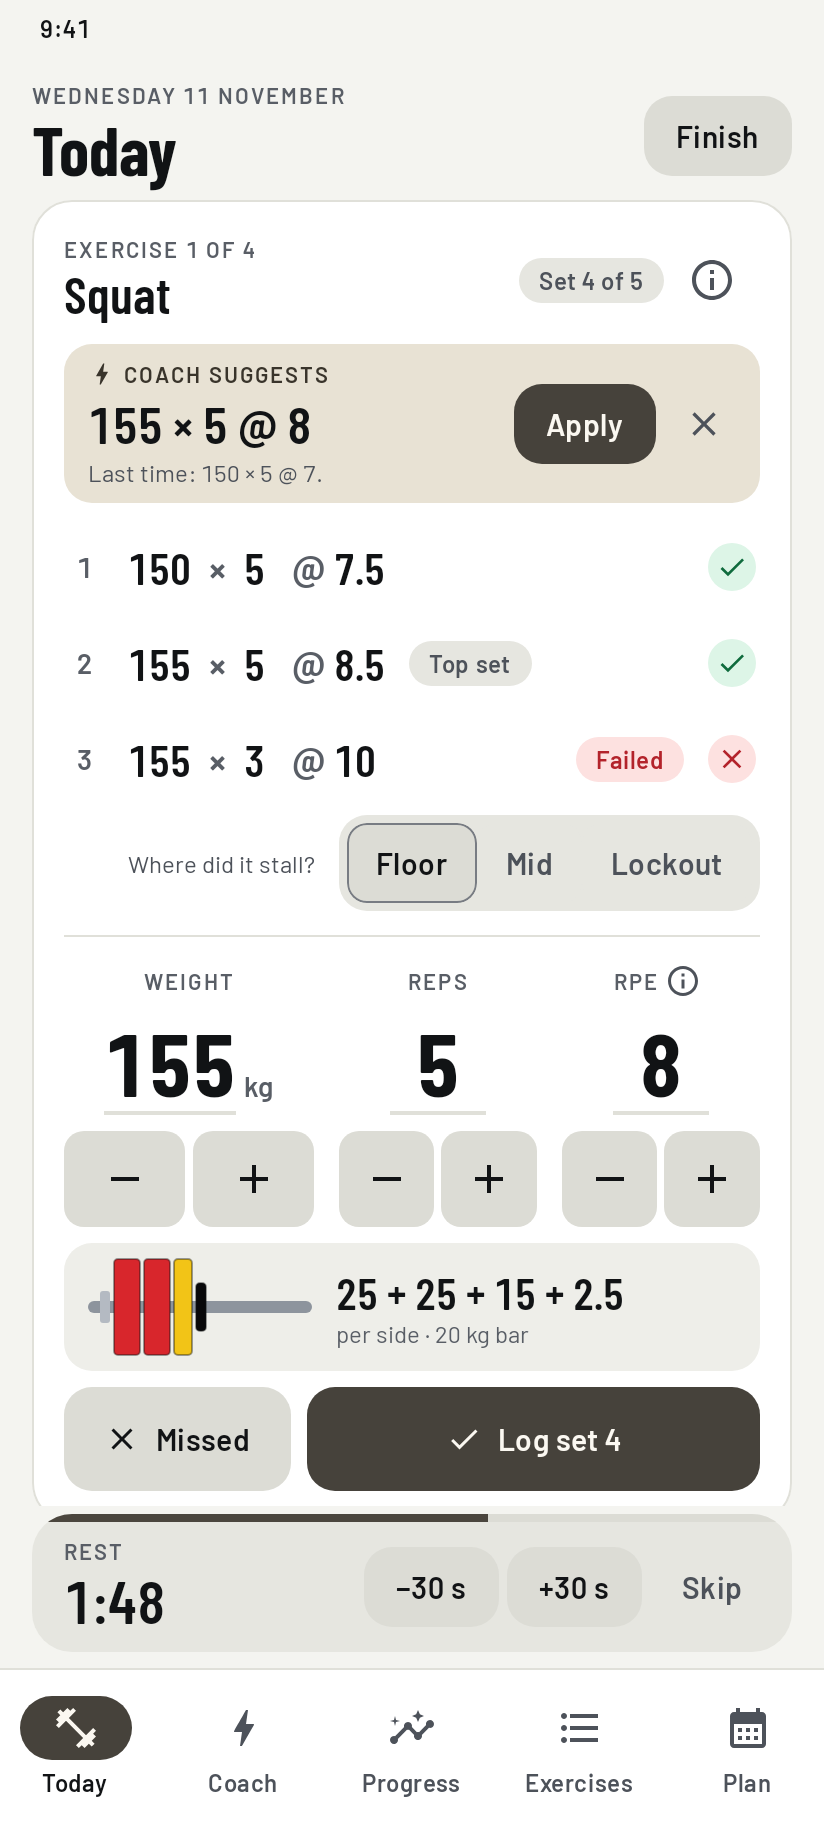 9:41
WEDNESDAY 11 NOVEMBER
Today
Finish
EXERCISE 1 OF 4
Squat
Set 4 of 5
COACH SUGGESTS
155 × 5 @ 8
Last time: 150 × 5 @ 7.
Apply
1 150 × 5 @ 7.5
2 155 × 5 @ 8.5 Top set
3 155 × 3 @ 10 Failed
Where did it stall? Floor Mid Lockout
WEIGHT REPS RPE
155 kg 5 8
25 + 25 + 15 + 2.5
per side · 20 kg bar
Missed Log set 4
REST
1:48
−30 s +30 s Skip
Today Coach Progress Exercises Plan